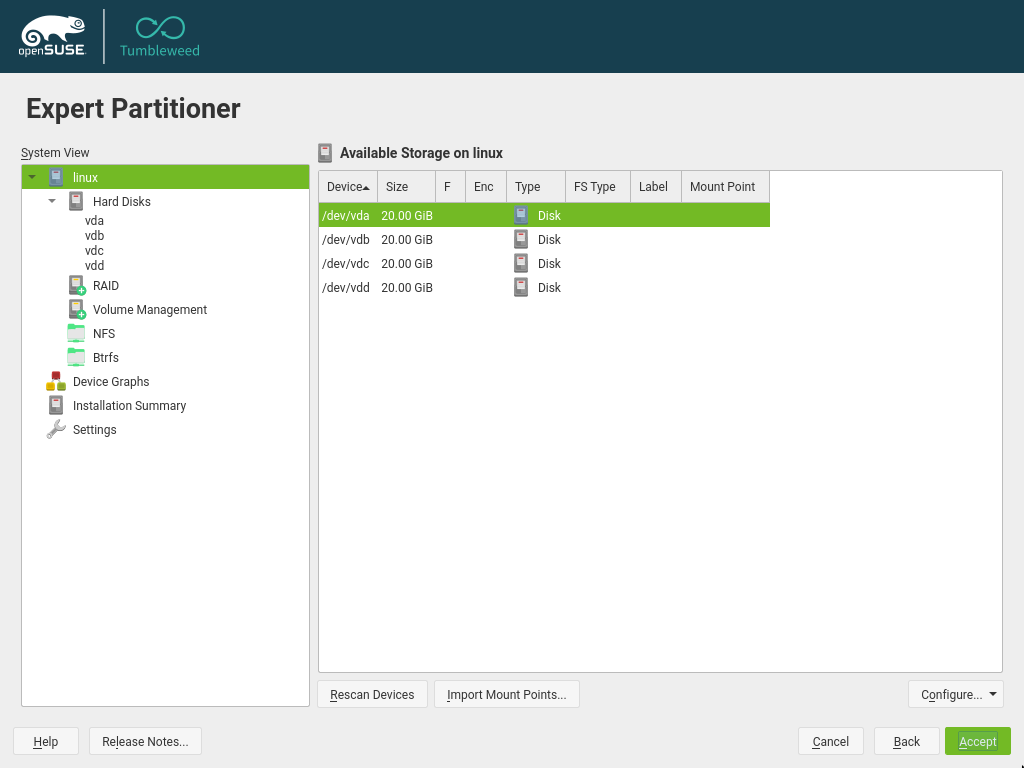 openSUSE
Tumbleweed
Expert Partitioner
System View
linux
Hard Disks
vda
vdb
vdc
vdd
RAID
Volume Management
NFS
Btrfs
Device Graphs
Installation Summary
Settings
Available Storage on linux
Device Size F Enc Type FS Type Label Mount Point
/dev/vda 20.00 GiB Disk
/dev/vdb 20.00 GiB Disk
/dev/vdc 20.00 GiB Disk
/dev/vdd 20.00 GiB Disk
Rescan Devices Import Mount Points... Configure...
Help Release Notes... Cancel Back Accept